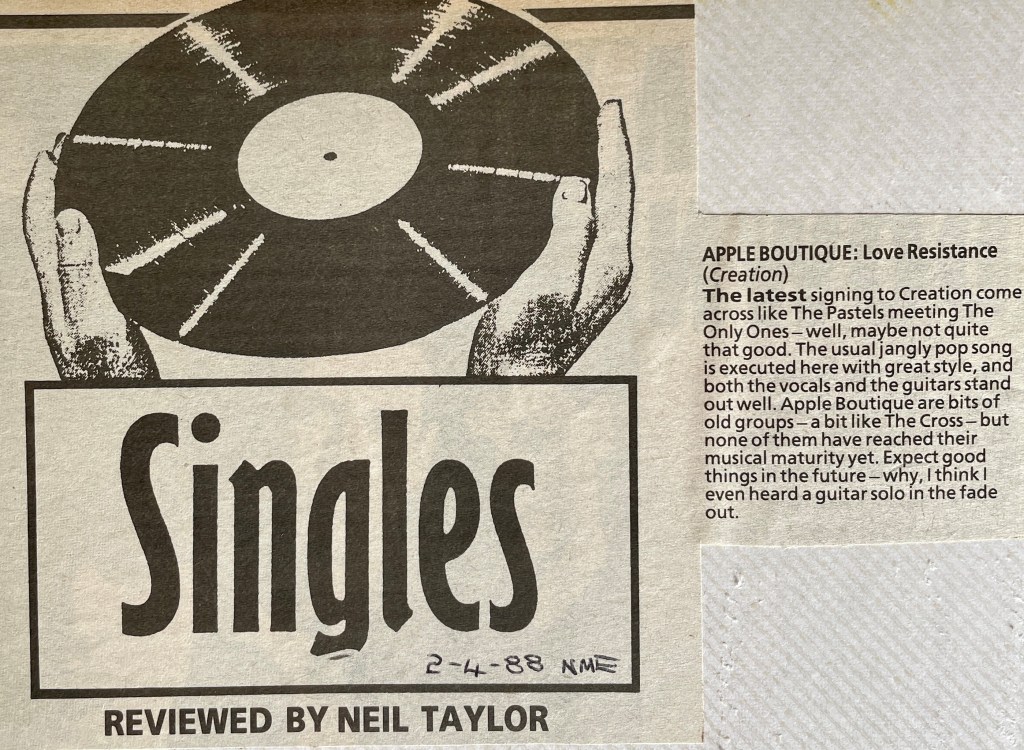 Singles
2-4-88 NME
REVIEWED BY NEIL TAYLOR
APPLE BOUTIQUE: Love Resistance
(Creation)
The latest signing to Creation come
across like The Pastels meeting The
Only Ones – well, maybe not quite
that good. The usual jangly pop song
is executed here with great style, and
both the vocals and the guitars stand
out well. Apple Boutique are bits of
old groups – a bit like The Cross – but
none of them have reached their
musical maturity yet. Expect good
things in the future – why, I think I
even heard a guitar solo in the fade
out.